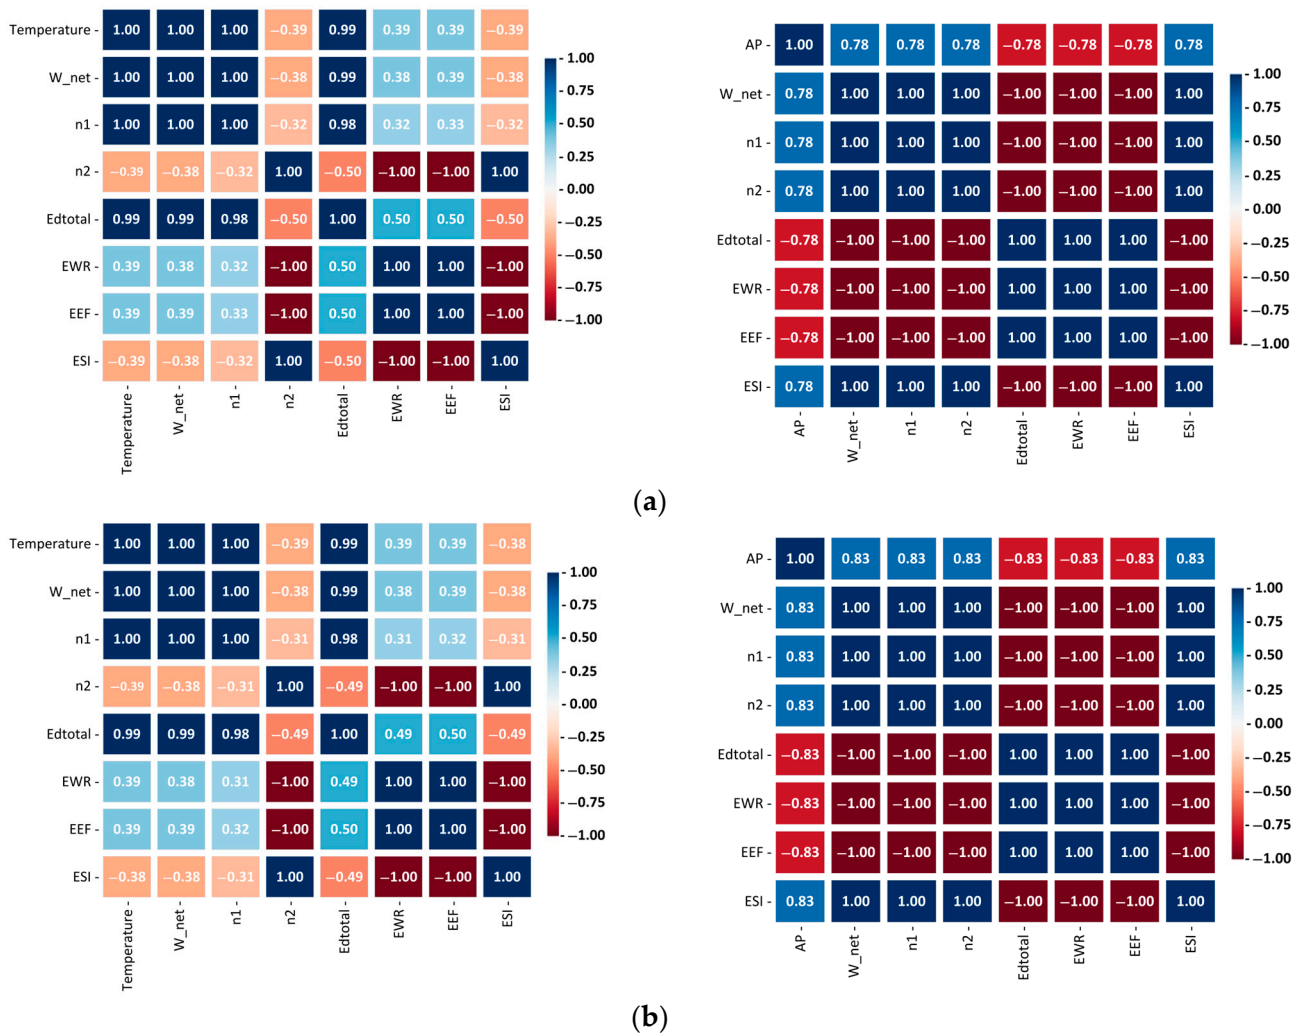 Temperature - 1.00 1.00 1.00 −0.39 0.99 0.39 0.39 −0.39
W_net - 1.00 1.00 1.00 −0.38 0.99 0.38 0.39 −0.38
n1 - 1.00 1.00 1.00 −0.32 0.98 0.32 0.33 −0.32
n2 - −0.39 −0.38 −0.32 1.00 −0.50 −1.00 −1.00 1.00
Edtotal - 0.99 0.99 0.98 −0.50 1.00 0.50 0.50 −0.50
EWR - 0.39 0.38 0.32 −1.00 0.50 1.00 1.00 −1.00
EEF - 0.39 0.39 0.33 −1.00 0.50 1.00 1.00 −1.00
ESI - −0.39 −0.38 −0.32 1.00 −0.50 −1.00 −1.00 1.00
Temperature - W_net - n1 - n2 - Edtotal - EWR - EEF - ESI -
- 1.00
- 0.75
- 0.50
- 0.25
- 0.00
- −0.25
- −0.50
- −0.75
- −1.00
AP - 1.00 0.78 0.78 0.78 −0.78 −0.78 −0.78 0.78
W_net - 0.78 1.00 1.00 1.00 −1.00 −1.00 −1.00 1.00
n1 - 0.78 1.00 1.00 1.00 −1.00 −1.00 −1.00 1.00
n2 - 0.78 1.00 1.00 1.00 −1.00 −1.00 −1.00 1.00
Edtotal - −0.78 −1.00 −1.00 −1.00 1.00 1.00 1.00 −1.00
EWR - −0.78 −1.00 −1.00 −1.00 1.00 1.00 1.00 −1.00
EEF - −0.78 −1.00 −1.00 −1.00 1.00 1.00 1.00 −1.00
ESI - 0.78 1.00 1.00 1.00 −1.00 −1.00 −1.00 1.00
AP - W_net - n1 - n2 - Edtotal - EWR - EEF - ESI -
- 1.00
- 0.75
- 0.50
- 0.25
- 0.00
- −0.25
- −0.50
- −0.75
- −1.00
(a)
Temperature - 1.00 1.00 1.00 −0.39 0.99 0.39 0.39 −0.38
W_net - 1.00 1.00 1.00 −0.38 0.99 0.38 0.39 −0.38
n1 - 1.00 1.00 1.00 −0.31 0.98 0.31 0.32 −0.31
n2 - −0.39 −0.38 −0.31 1.00 −0.49 −1.00 −1.00 1.00
Edtotal - 0.99 0.99 0.98 −0.49 1.00 0.49 0.50 −0.49
EWR - 0.39 0.38 0.31 −1.00 0.49 1.00 1.00 −1.00
EEF - 0.39 0.39 0.32 −1.00 0.50 1.00 1.00 −1.00
ESI - −0.38 −0.38 −0.31 1.00 −0.49 −1.00 −1.00 1.00
Temperature - W_net - n1 - n2 - Edtotal - EWR - EEF - ESI -
- 1.00
- 0.75
- 0.50
- 0.25
- 0.00
- −0.25
- −0.50
- −0.75
- −1.00
AP - 1.00 0.83 0.83 0.83 −0.83 −0.83 −0.83 0.83
W_net - 0.83 1.00 1.00 1.00 −1.00 −1.00 −1.00 1.00
n1 - 0.83 1.00 1.00 1.00 −1.00 −1.00 −1.00 1.00
n2 - 0.83 1.00 1.00 1.00 −1.00 −1.00 −1.00 1.00
Edtotal - −0.83 −1.00 −1.00 −1.00 1.00 1.00 1.00 −1.00
EWR - −0.83 −1.00 −1.00 −1.00 1.00 1.00 1.00 −1.00
EEF - −0.83 −1.00 −1.00 −1.00 1.00 1.00 1.00 −1.00
ESI - 0.83 1.00 1.00 1.00 −1.00 −1.00 −1.00 1.00
AP - W_net - n1 - n2 - Edtotal - EWR - EEF - ESI -
- 1.00
- 0.75
- 0.50
- 0.25
- 0.00
- −0.25
- −0.50
- −0.75
- −1.00
(b)